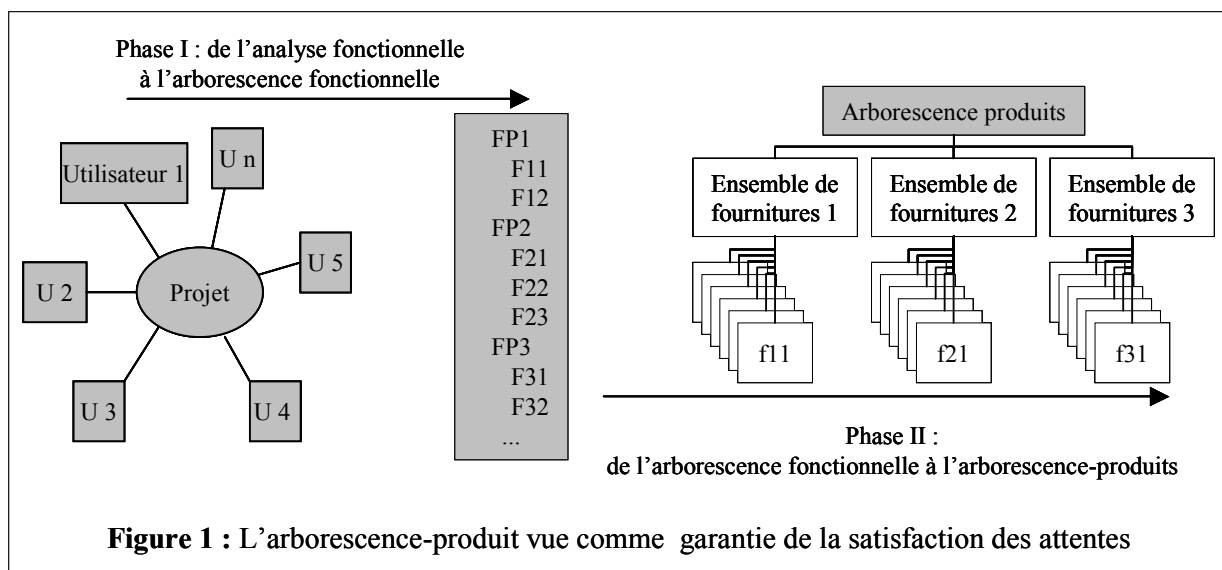 Phase I : de l'analyse fonctionnelle
à l'arborescence fonctionnelle
Utilisateur 1
U n
U 5
U 2
Projet
U 3
U 4
FP1
F11
F12
FP2
F21
F22
F23
FP3
F31
F32
...
Arborescence produits
Ensemble de
fournitures 1
Ensemble de
fournitures 2
Ensemble de
fournitures 3
f11
f21
f31
Phase II :
de l'arborescence fonctionnelle à l'arborescence-produits
Figure 1 : L'arborescence-produit vue comme garantie de la satisfaction des attentes